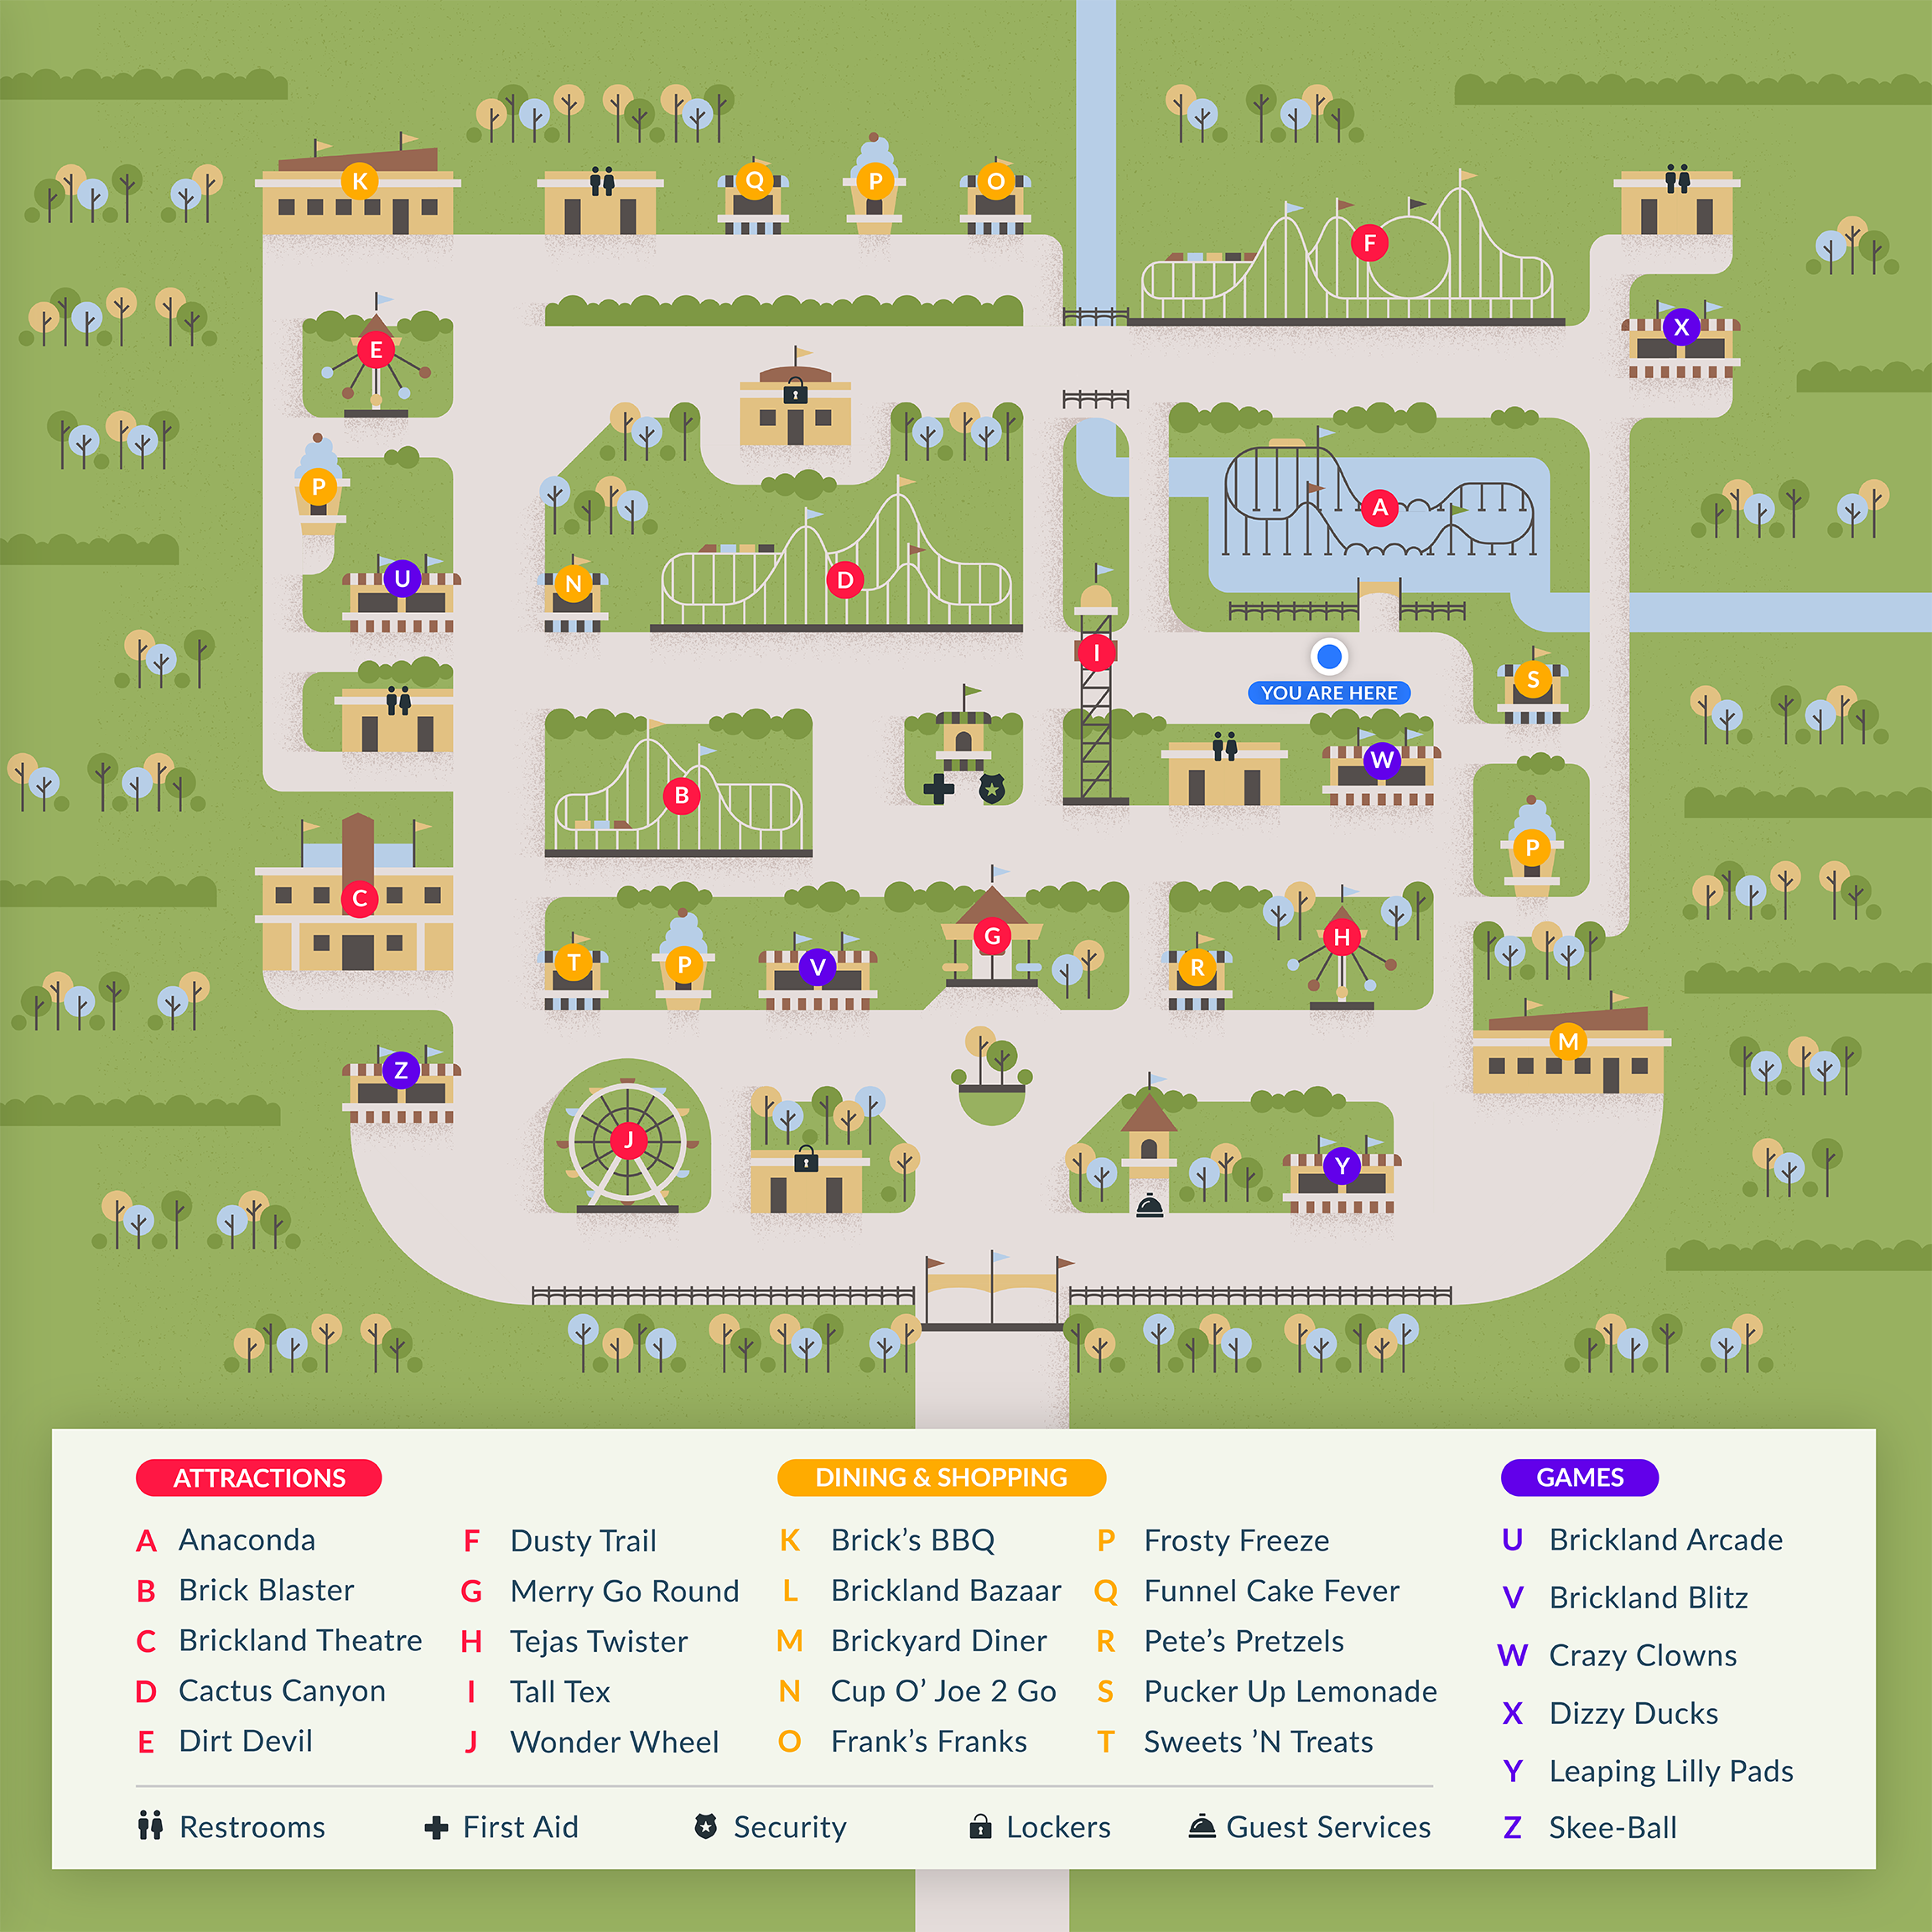 K
Q
P
O
F
X
E
P
U
N
D
A
I
YOU ARE HERE
S
W
B
P
C
T
P
V
G
R
H
M
Z
J
Y
ATTRACTIONS
A Anaconda
B Brick Blaster
C Brickland Theatre
D Cactus Canyon
E Dirt Devil
F Dusty Trail
G Merry Go Round
H Tejas Twister
I Tall Tex
J Wonder Wheel
DINING & SHOPPING
K Brick’s BBQ
L Brickland Bazaar
M Brickyard Diner
N Cup O’ Joe 2 Go
O Frank’s Franks
P Frosty Freeze
Q Funnel Cake Fever
R Pete’s Pretzels
S Pucker Up Lemonade
T Sweets ’N Treats
GAMES
U Brickland Arcade
V Brickland Blitz
W Crazy Clowns
X Dizzy Ducks
Y Leaping Lilly Pads
Z Skee-Ball
Restrooms
First Aid
Security
Lockers
Guest Services